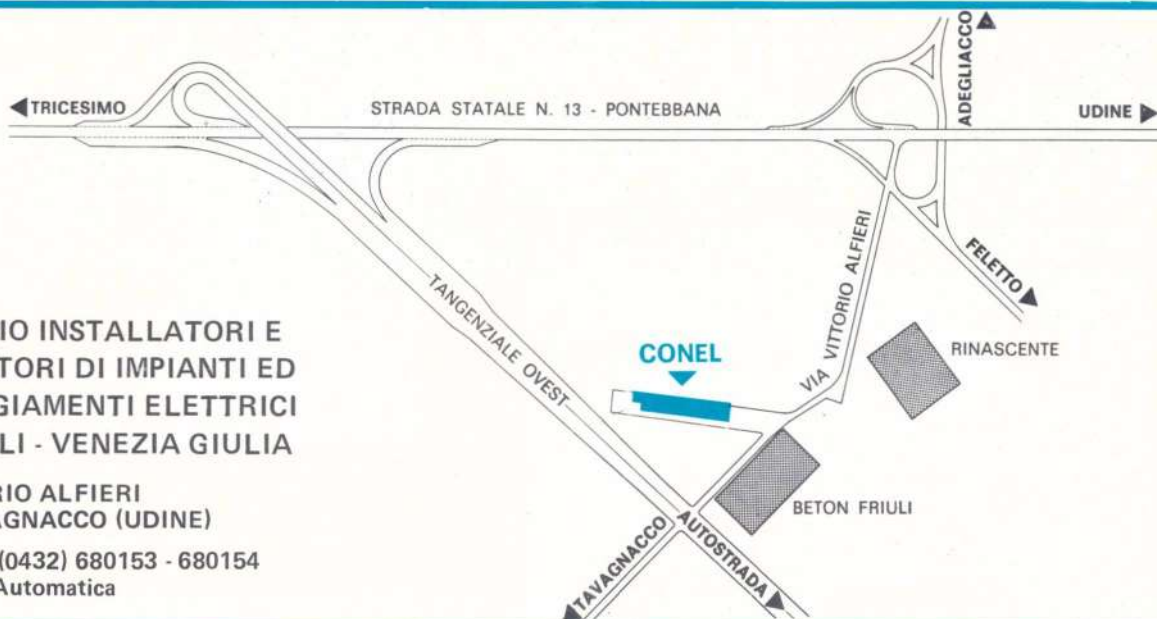 TRICESIMO
STRADA STATALE N. 13 - PONTEBBANA
ADEGLIACCO
UDINE
TANGENZIALE OVEST
VIA VITTORIO ALFIERI
FELETTO
CONEL
RINASCENTE
BETON FRIULI
TAVAGNACCO
AUTOSTRADA
IO INSTALLATORI E
TORI DI IMPIANTI ED
GIAMENTI ELETTRICI
LI - VENEZIA GIULIA
RIO ALFIERI
AGNACCO (UDINE)
(0432) 680153 - 680154
Automatica